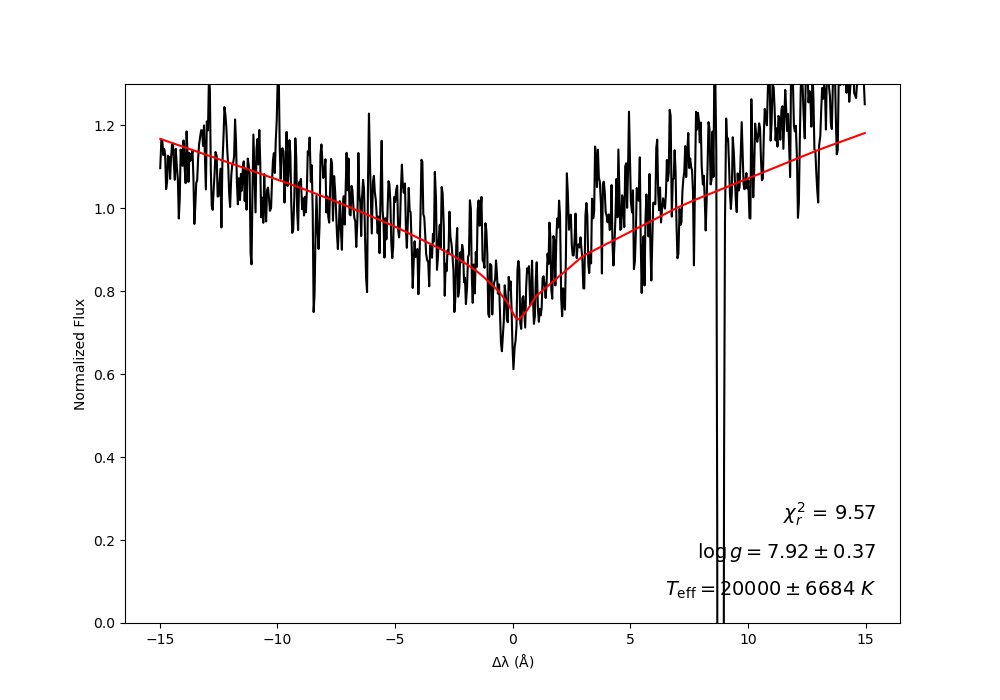 1.2
1.0
0.8
0.6
0.4
0.2
0.0
Normalized Flux
χ²ᵣ = 9.57
log g = 7.92 ± 0.37
T_eff = 20000 ± 6684 K
−15 −10 −5 0 5 10 15
Δλ (Å)